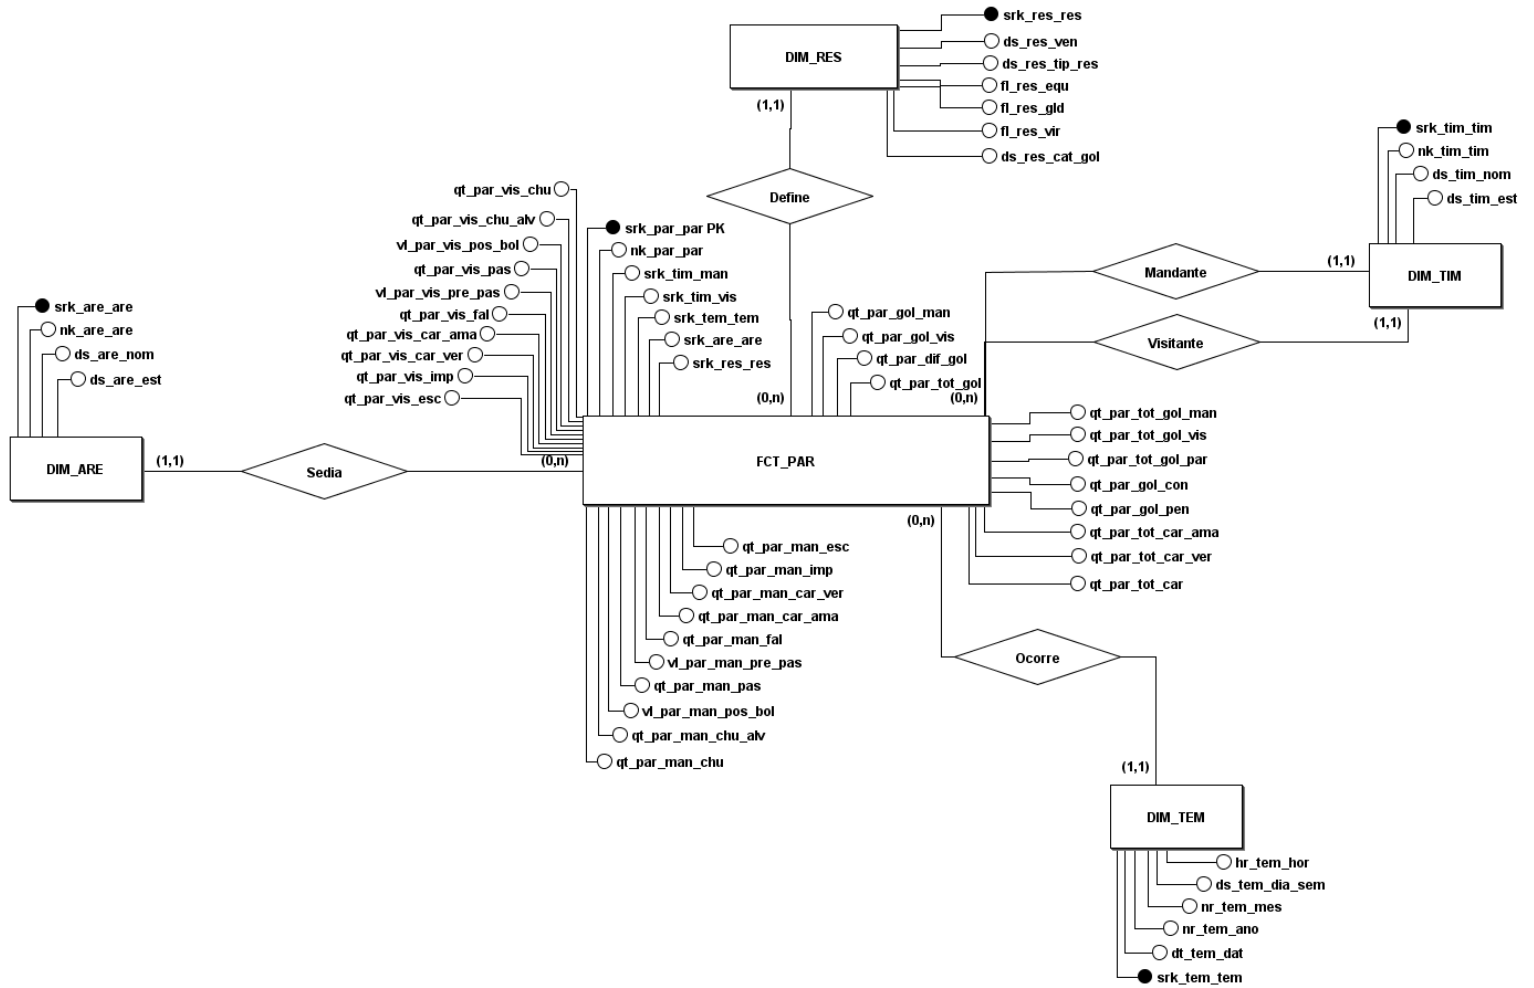 srk_res_res
ds_res_ven
DIM_RES
ds_res_tip_res
fl_res_equ
fl_res_gld
(1,1)
fl_res_vir
ds_res_cat_gol
Define
srk_tim_tim
nk_tim_tim
ds_tim_nom
ds_tim_est
Mandante
(1,1)
DIM_TIM
(1,1)
Visitante
qt_par_vis_chu
qt_par_vis_chu_alv
vl_par_vis_pos_bol
qt_par_vis_pas
vl_par_vis_pre_pas
qt_par_vis_fal
qt_par_vis_car_ama
qt_par_vis_car_ver
qt_par_vis_imp
qt_par_vis_esc
srk_par_par PK
nk_par_par
srk_tim_man
srk_tim_vis
srk_tem_tem
srk_are_are
srk_res_res
qt_par_gol_man
qt_par_gol_vis
qt_par_dif_gol
qt_par_tot_gol
(0,n)
(0,n)
srk_are_are
nk_are_are
ds_are_nom
ds_are_est
DIM_ARE
(1,1)
Sedia
(0,n)
FCT_PAR
qt_par_tot_gol_man
qt_par_tot_gol_vis
qt_par_tot_gol_par
qt_par_gol_con
qt_par_gol_pen
qt_par_tot_car_ama
qt_par_tot_car_ver
qt_par_tot_car
(0,n)
qt_par_man_esc
qt_par_man_imp
qt_par_man_car_ver
qt_par_man_car_ama
qt_par_man_fal
vl_par_man_pre_pas
qt_par_man_pas
vl_par_man_pos_bol
qt_par_man_chu_alv
qt_par_man_chu
Ocorre
(1,1)
DIM_TEM
hr_tem_hor
ds_tem_dia_sem
nr_tem_mes
nr_tem_ano
dt_tem_dat
srk_tem_tem